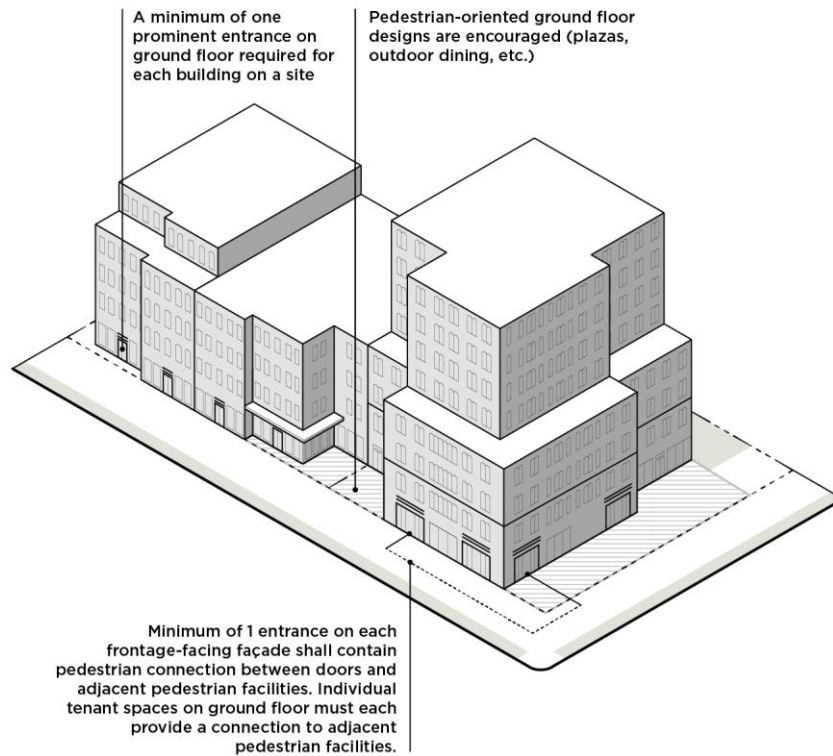 A minimum of one
prominent entrance on
ground floor required for
each building on a site
Pedestrian-oriented ground floor
designs are encouraged (plazas,
outdoor dining, etc.)
Minimum of 1 entrance on each
frontage-facing façade shall contain
pedestrian connection between doors and
adjacent pedestrian facilities. Individual
tenant spaces on ground floor must each
provide a connection to adjacent
pedestrian facilities.